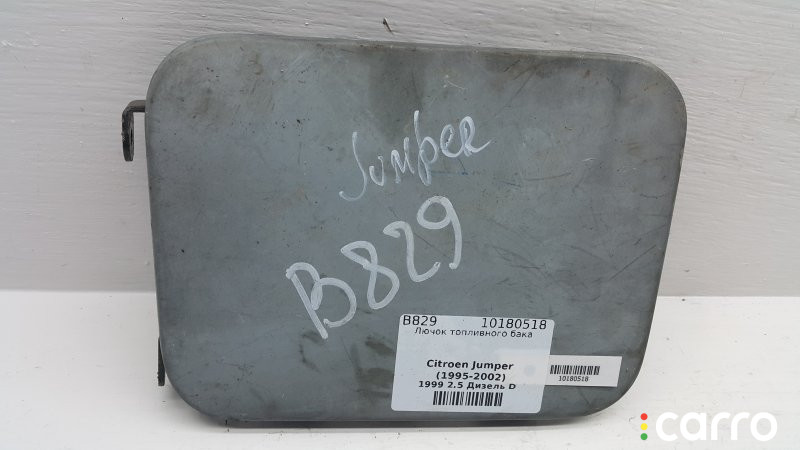 Jumper
B829
B829 10180518
Лючок топливного бака
Citroen Jumper
(1995-2002)
1999 2.5 Дизель D
10180518
carro